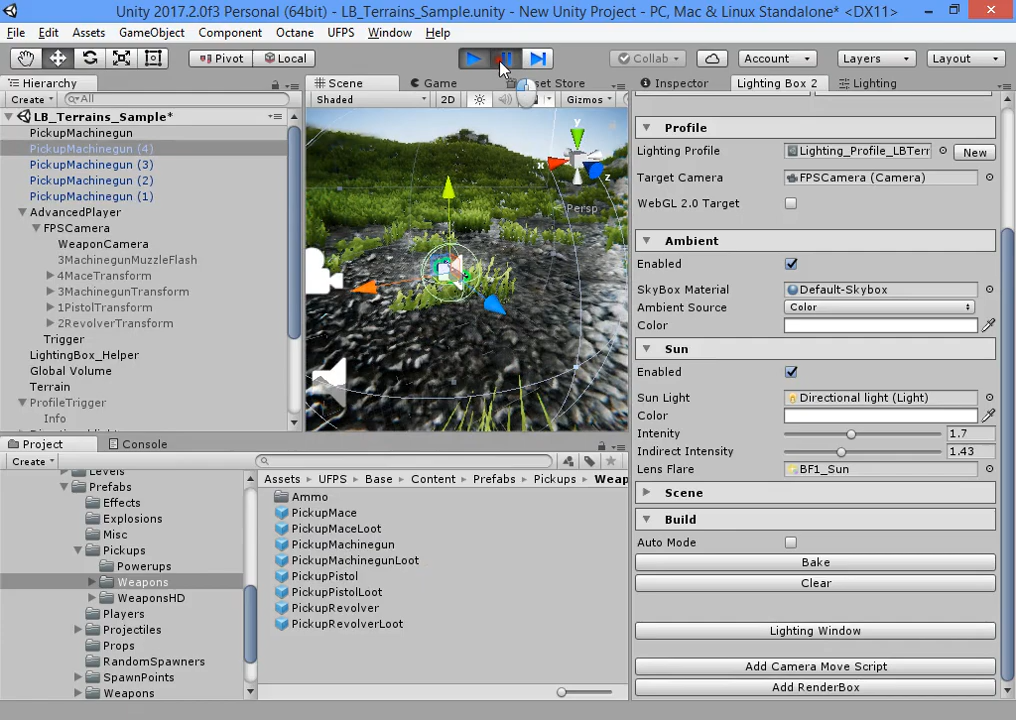 Unity 2017.2.0f3 Personal (64bit) - LB_Terrains_Sample.unity - New Unity Project - PC, Mac & Linux Standalone* <DX11>
File Edit Assets GameObject Component Octane UFPS Window Help
Pivot Local Collab Account Layers Layout
Hierarchy Scene Game Asset Store Inspector Lighting Box 2 Lighting
Create All Shaded 2D Gizmos
LB_Terrains_Sample*
PickupMachinegun
PickupMachinegun (4)
PickupMachinegun (3)
PickupMachinegun (2)
PickupMachinegun (1)
AdvancedPlayer
FPSCamera
WeaponCamera
3MachinegunMuzzleFlash
4MaceTransform
3MachinegunTransform
1PistolTransform
2RevolverTransform
Trigger
LightingBox_Helper
Global Volume
Terrain
ProfileTrigger
Info
y
x
z
Persp
Profile
Lighting Profile Lighting_Profile_LBTerr New
Target Camera FPSCamera (Camera)
WebGL 2.0 Target
Ambient
Enabled
SkyBox Material Default-Skybox
Ambient Source Color
Color
Sun
Enabled
Sun Light Directional light (Light)
Color
Intenity 1.7
Indirect Intensity 1.43
Lens Flare BF1_Sun
Scene
Build
Auto Mode
Bake
Clear
Lighting Window
Add Camera Move Script
Add RenderBox
Project Console
Create
Levels
Prefabs
Effects
Explosions
Misc
Pickups
Powerups
Weapons
WeaponsHD
Players
Projectiles
Props
RandomSpawners
SpawnPoints
Weapons
Assets UFPS Base Content Prefabs Pickups Weap
Ammo
PickupMace
PickupMaceLoot
PickupMachinegun
PickupMachinegunLoot
PickupPistol
PickupPistolLoot
PickupRevolver
PickupRevolverLoot